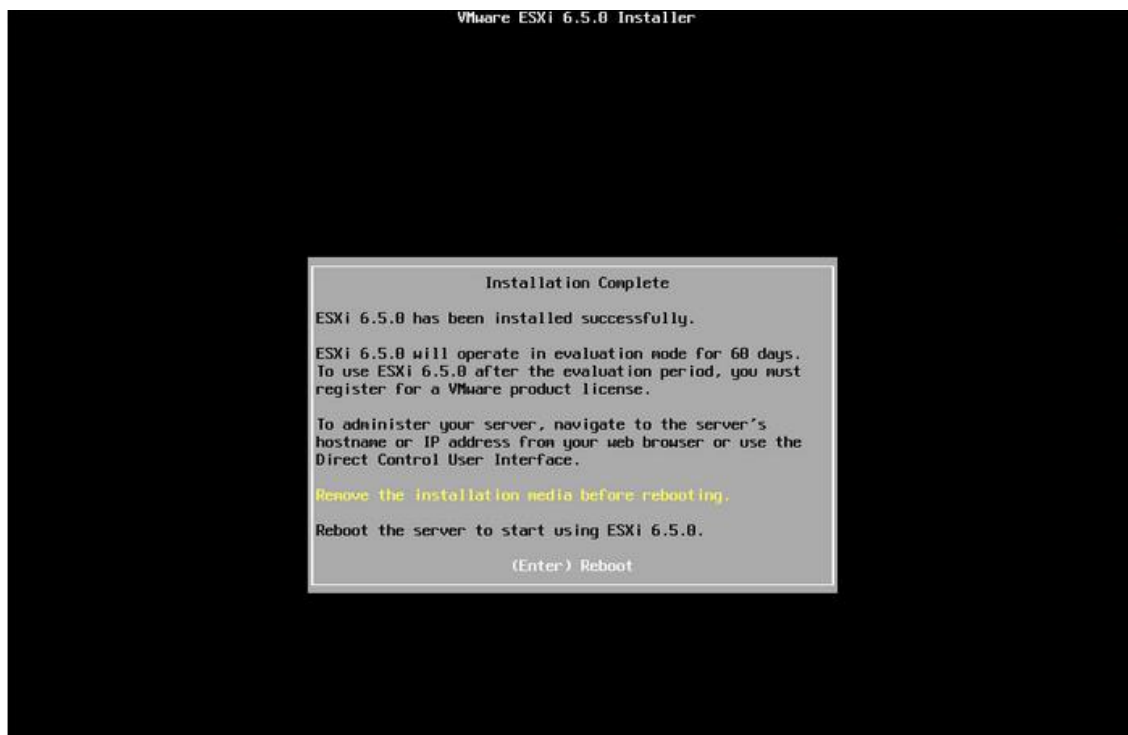 VMware ESXi 6.5.0 Installer
Installation Complete
ESXi 6.5.0 has been installed successfully.
ESXi 6.5.0 will operate in evaluation mode for 60 days.
To use ESXi 6.5.0 after the evaluation period, you must
register for a VMware product license.
To administer your server, navigate to the server's
hostname or IP address from your web browser or use the
Direct Control User Interface.
Remove the installation media before rebooting.
Reboot the server to start using ESXi 6.5.0.
(Enter) Reboot